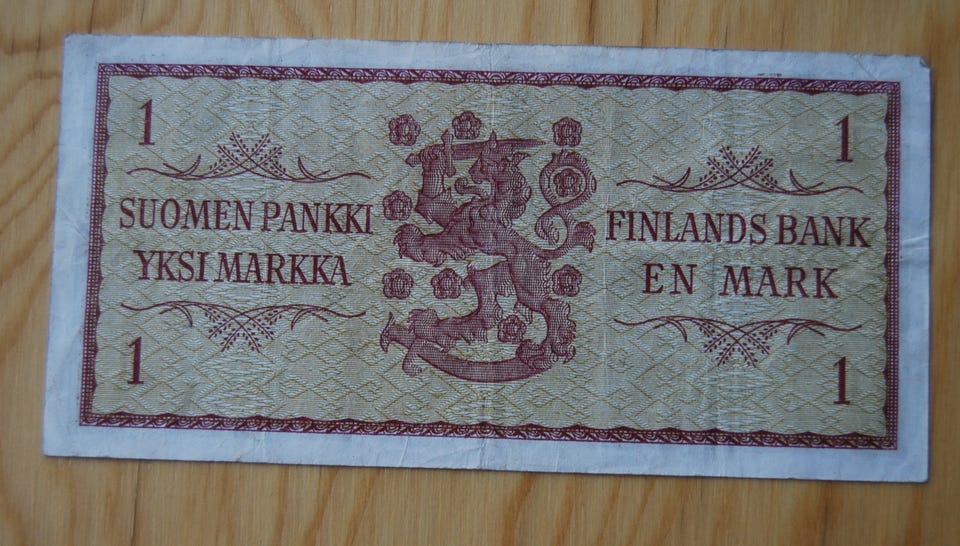 1
1
SUOMEN PANKKI
YKSI MARKKA
FINLANDS BANK
EN MARK
1
1